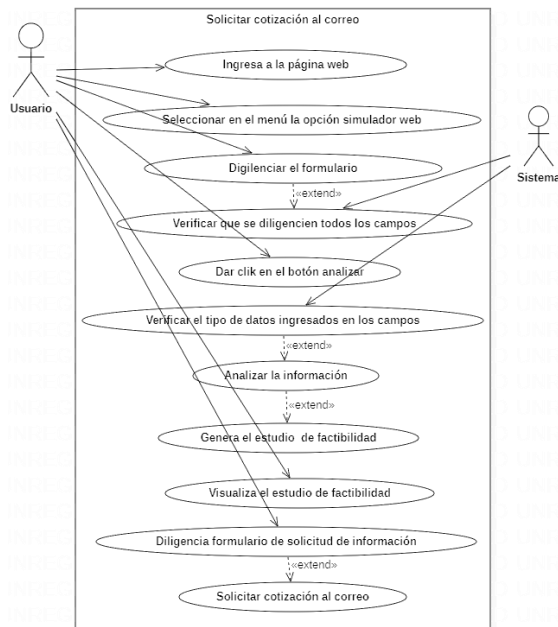 Solicitar cotización al correo
Ingresa a la página web
Usuario
Seleccionar en el menú la opción simulador web
Digilenciar el formulario
Sistema
«extend»
Verificar que se diligencien todos los campos
Dar clik en el botón analizar
Verificar el tipo de datos ingresados en los campos
«extend»
Analizar la información
«extend»
Genera el estudio de factibilidad
Visualiza el estudio de factibilidad
Diligencia formulario de solicitud de información
«extend»
Solicitar cotización al correo